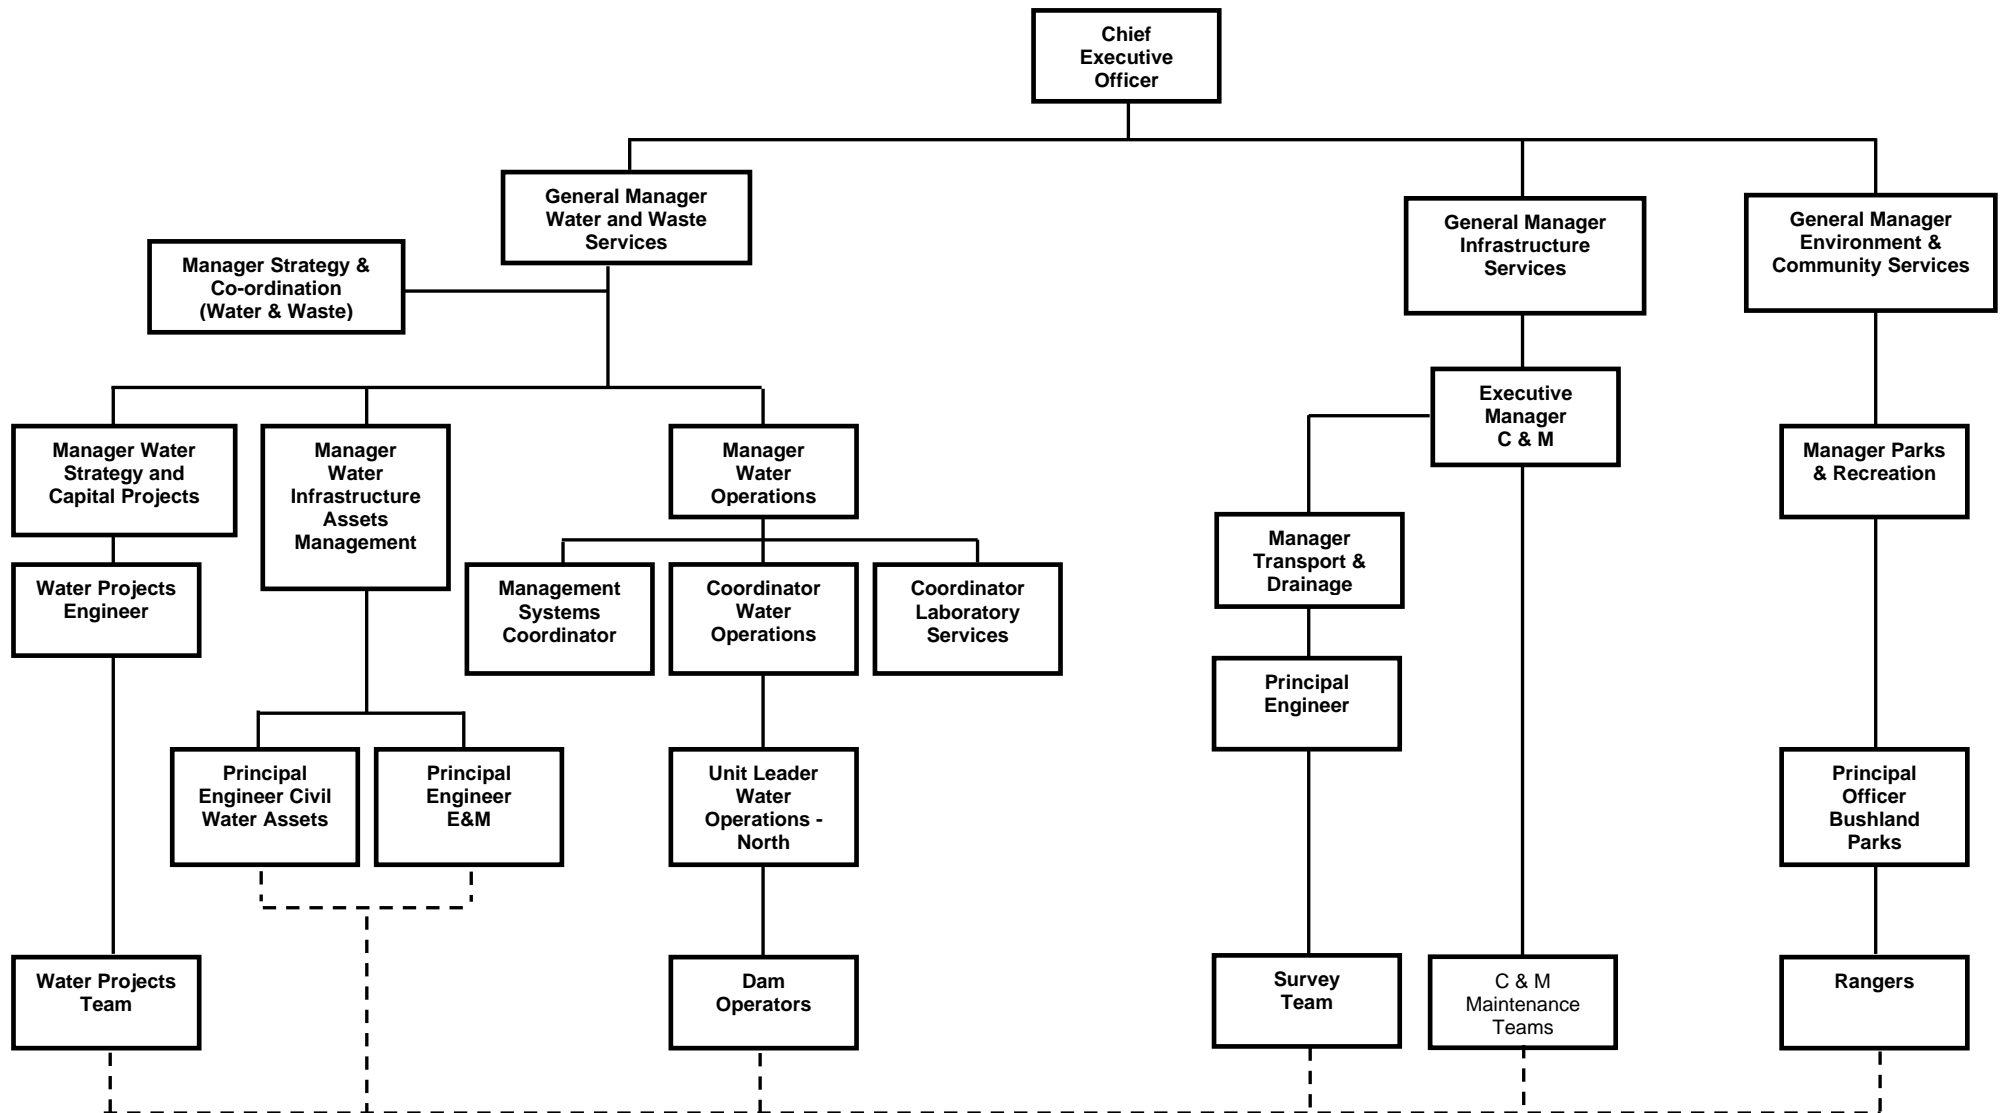 Chief
Executive
Officer
General Manager
Water and Waste
Services
General Manager
Infrastructure
Services
General Manager
Environment &
Community Services
Manager Strategy &
Co-ordination
(Water & Waste)
Executive
Manager
C & M
Manager Water
Strategy and
Capital Projects
Manager
Water
Infrastructure
Assets
Management
Manager
Water
Operations
Manager Parks
& Recreation
Manager
Transport &
Drainage
Water Projects
Engineer
Management
Systems
Coordinator
Coordinator
Water
Operations
Coordinator
Laboratory
Services
Principal
Engineer
Principal
Engineer Civil
Water Assets
Principal
Engineer
E&M
Unit Leader
Water
Operations -
North
Principal
Officer
Bushland
Parks
Water Projects
Team
Dam
Operators
Survey
Team
C & M
Maintenance
Teams
Rangers